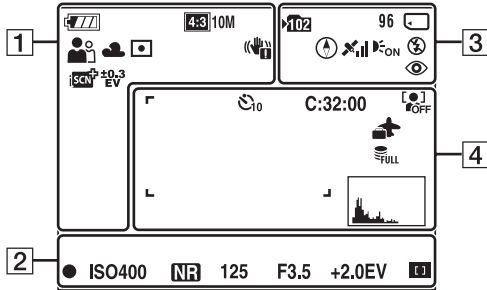 4:3 10M
102 96
ON
iSCN+ ±0.3 EV
10 C:32:00 OFF
FULL
ISO400 NR 125 F3.5 +2.0EV
1
2
3
4